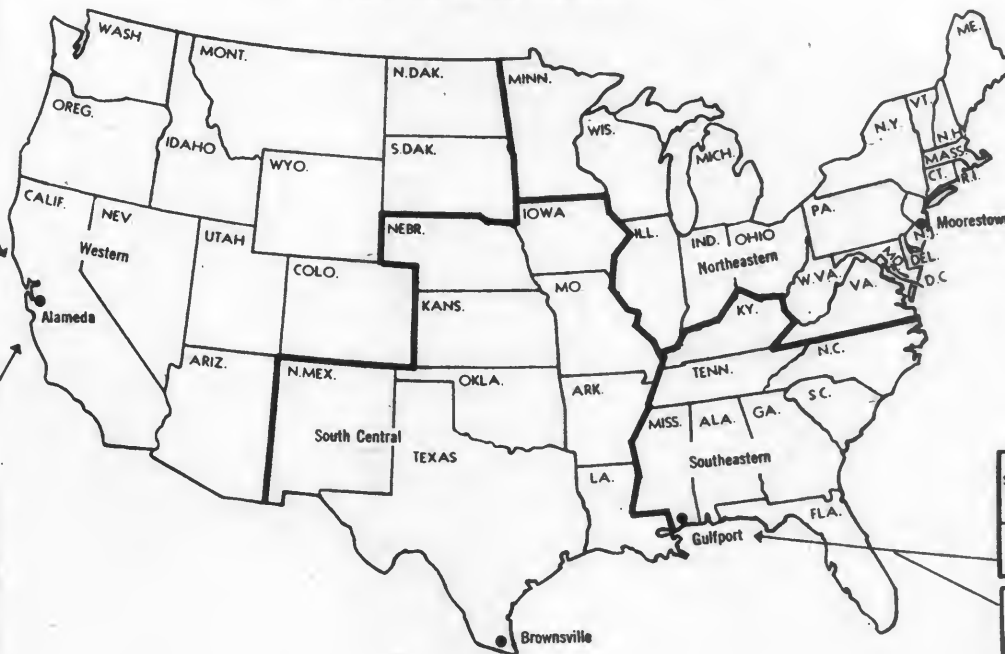 WASH.
MONT.
N.DAK.
MINN.
ME.
OREG.
IDAHO
WYO.
S.DAK.
WIS.
MICH.
N.Y.
VT.
N.H.
MASS.
CT.
R.I.
CALIF.
NEV.
Western
UTAH
COLO.
NEBR.
IOWA
ILL.
IND.
OHIO
Northeastern
PA.
N.J.
Moorestown
DEL.
D.C
W.VA.
VA.
Alameda
KANS.
MO
KY.
ARIZ.
N.MEX.
OKLA.
ARK.
TENN.
N.C.
S.C.
South Central
TEXAS
MISS.
ALA.
GA.
Southeastern
LA.
FLA.
Gulfport
Brownsville